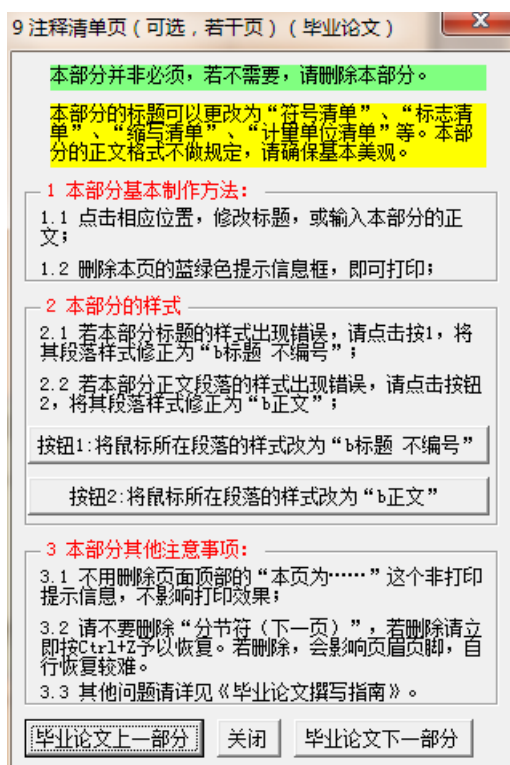 9 注释清单页（可选，若干页）（毕业论文）
本部分并非必须，若不需要，请删除本部分。
本部分的标题可以更改为“符号清单”、“标志清
单”、“缩写清单”、“计量单位清单”等。本部
分的正文格式不做规定，请确保基本美观。
1 本部分基本制作方法：
1.1 点击相应位置，修改标题，或输入本部分的正
文；
1.2 删除本页的蓝绿色提示信息框，即可打印；
2 本部分的样式
2.1 若本部分标题的样式出现错误，请点击按1，将
其段落样式修正为“b标题 不编号”；
2.2 若本部分正文段落的样式出现错误，请点击按钮
2，将其段落样式修正为“b正文”；
按钮1:将鼠标所在段落的样式改为“b标题 不编号”
按钮2:将鼠标所在段落的样式改为“b正文”
3 本部分其他注意事项：
3.1 不用删除页面顶部的“本页为……”这个非打印
提示信息，不影响打印效果；
3.2 请不要删除“分节符（下一页）”，若删除请立
即按Ctrl+Z予以恢复。若删除，会影响页眉页脚，自
行恢复较难。
3.3 其他问题请详见《毕业论文撰写指南》。
毕业论文上一部分 关闭 毕业论文下一部分